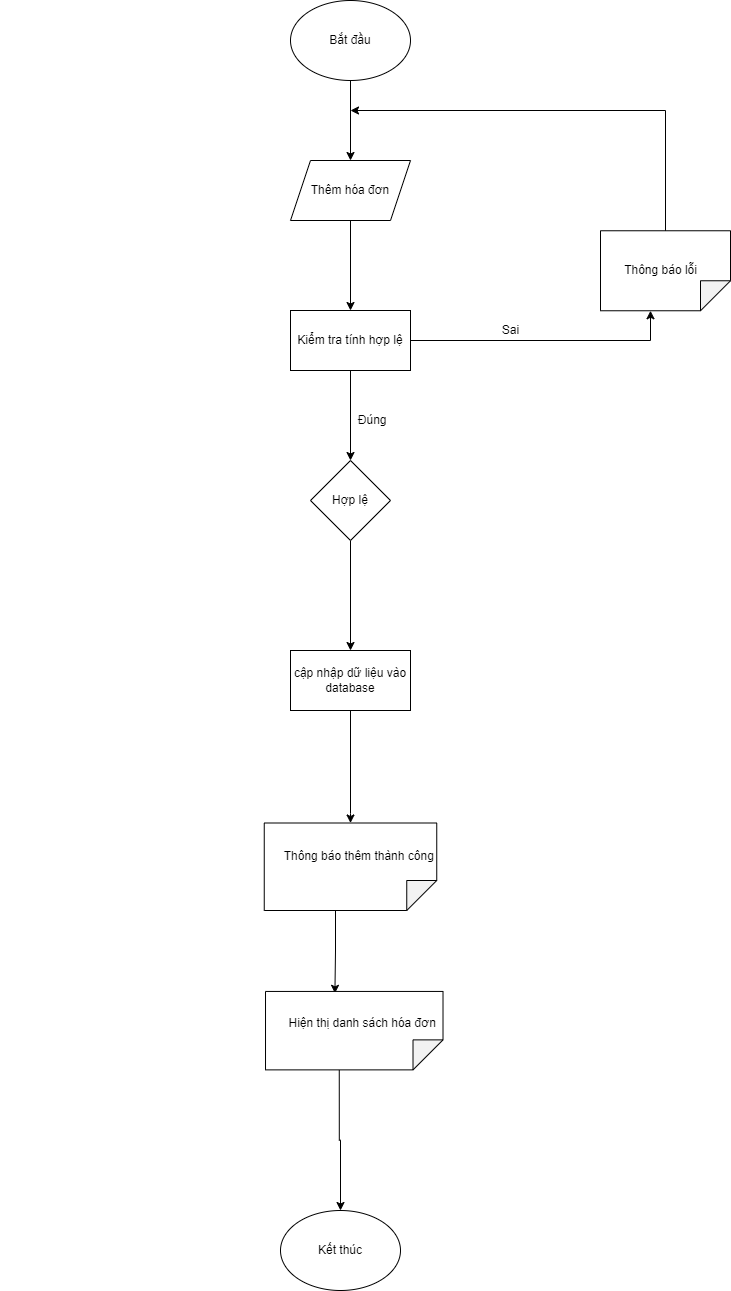 Bắt đầu
Thêm hóa đơn
Thông báo lỗi
Kiểm tra tính hợp lệ
Sai
Đúng
Hợp lệ
cập nhập dữ liệu vào
database
Thông báo thêm thành công
Hiện thị danh sách hóa đơn
Kết thúc